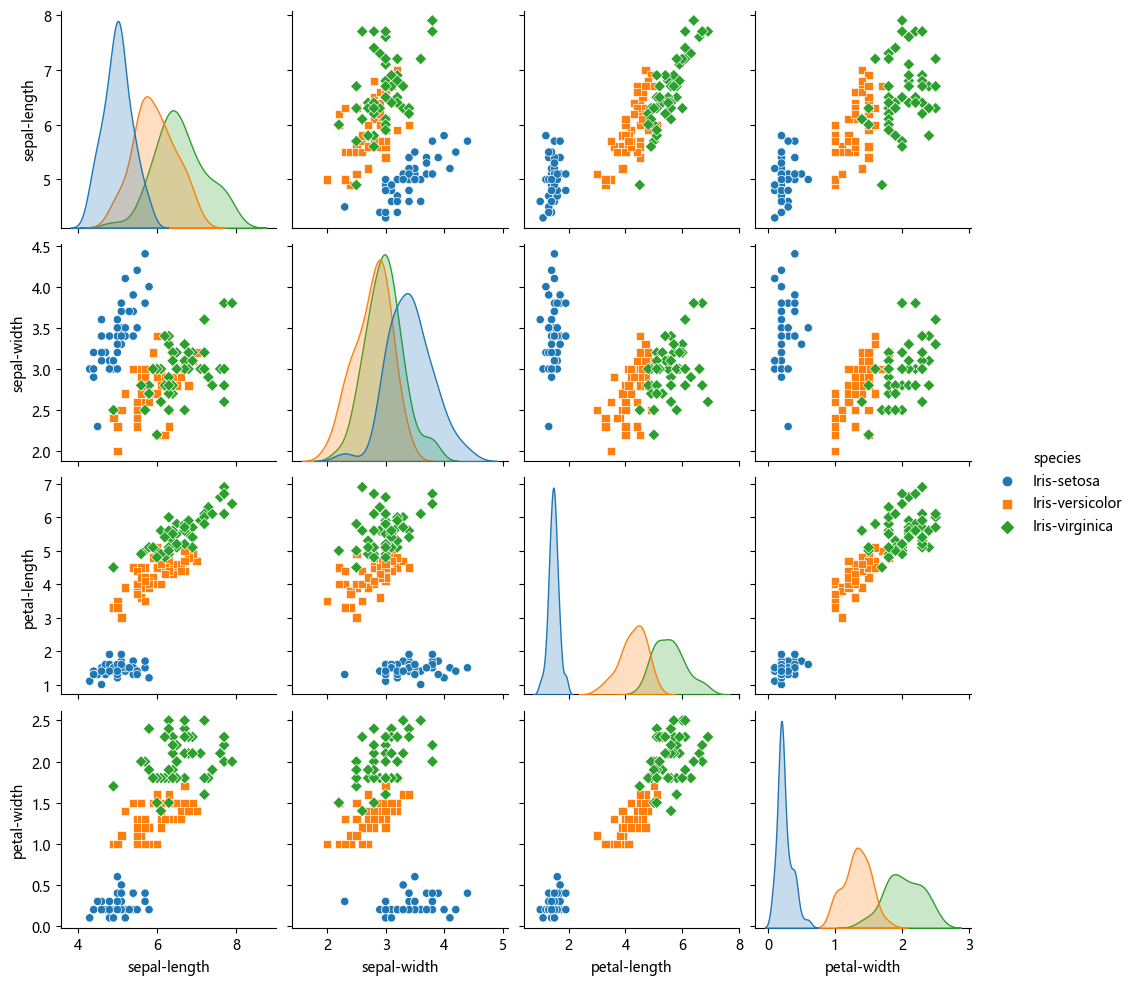 8
7
6
5
sepal-length
4.5
4.0
3.5
3.0
2.5
2.0
sepal-width
species
Iris-setosa
Iris-versicolor
Iris-virginica
7
6
5
4
3
2
1
petal-length
2.5
2.0
1.5
1.0
0.5
0.0
petal-width
4 6 8 2 3 4 5 2 4 6 8 0 1 2 3
sepal-length sepal-width petal-length petal-width